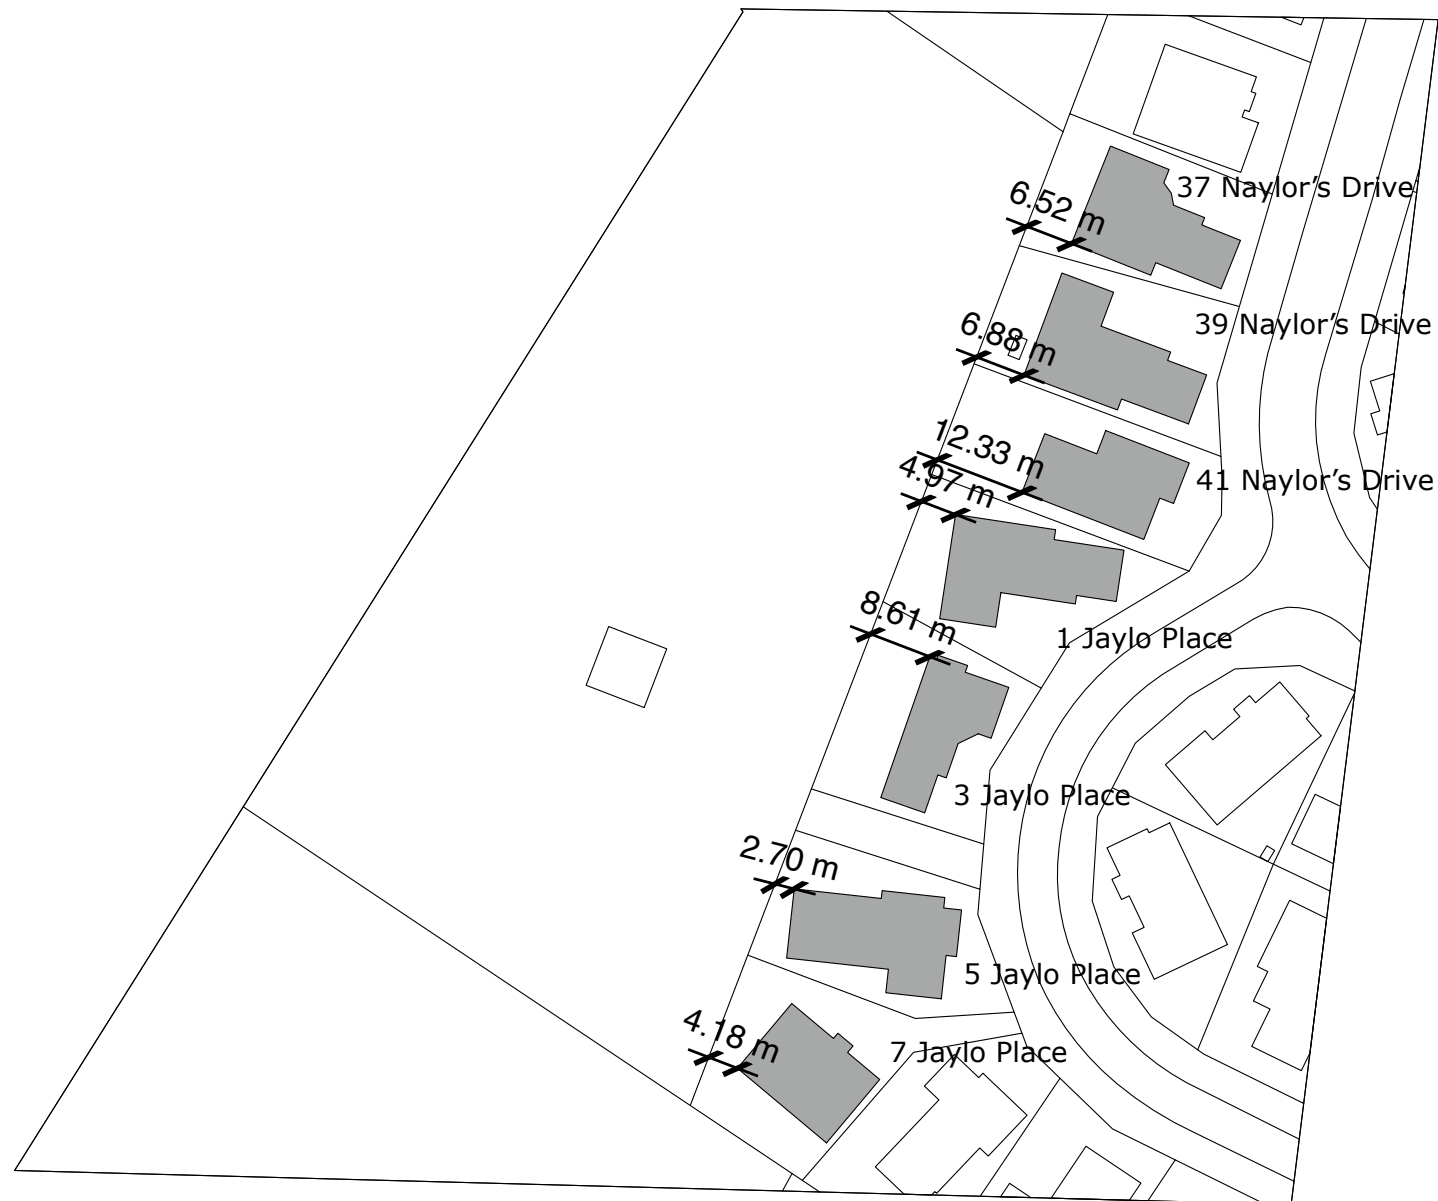 37 Naylor’s Drive
6.52 m
39 Naylor’s Drive
6.88 m
12.33 m
4.97 m
41 Naylor’s Drive
8.61 m
1 Jaylo Place
3 Jaylo Place
2.70 m
5 Jaylo Place
4.18 m
7 Jaylo Place